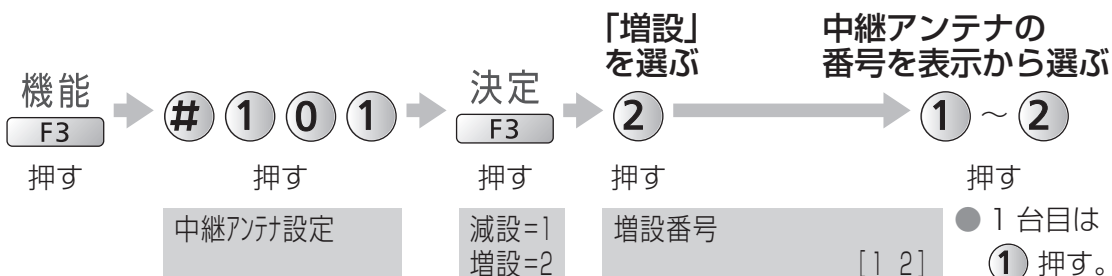 「増設」
を選ぶ
中継アンテナの
番号を表示から選ぶ
機能
F3
押す
# 1 0 1
押す
中継アンテナ設定
決定
F3
押す
減設=1
増設=2
2
押す
増設番号
[1 2]
1 ~ 2
押す
● 1 台目は
1 押す。